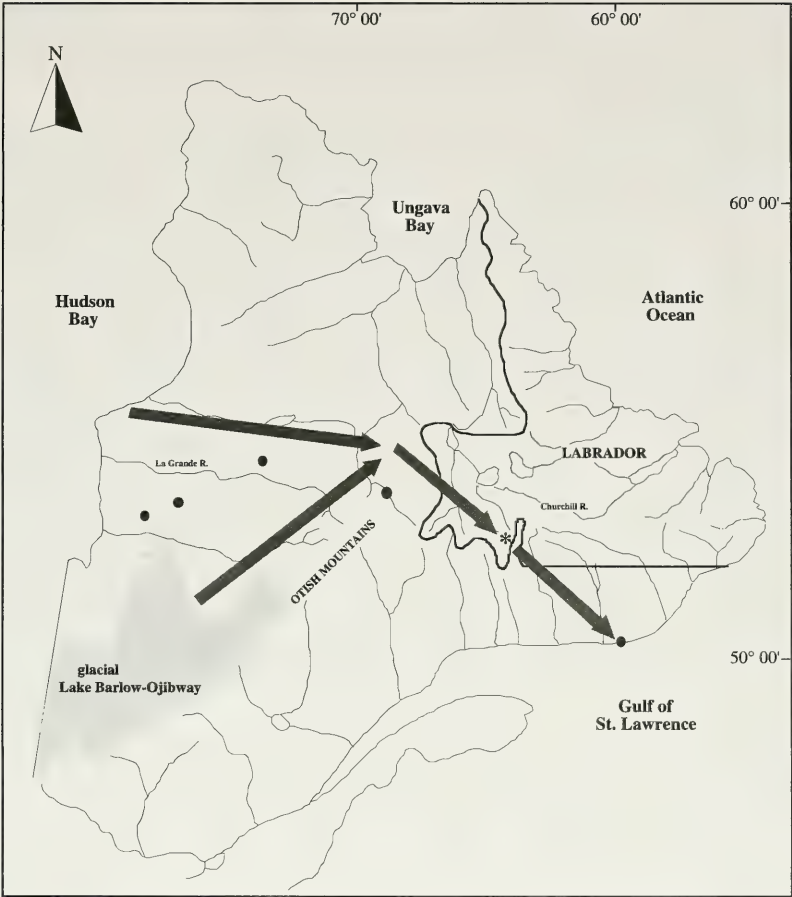 70° 00'
60° 00'
N
60° 00'
Ungava
Bay
Hudson
Bay
Atlantic
Ocean
LABRADOR
La Grande R.
Churchill R.
*
OTISH MOUNTAINS
50° 00'
glacial
Lake Barlow-Ojibway
Gulf of
St. Lawrence